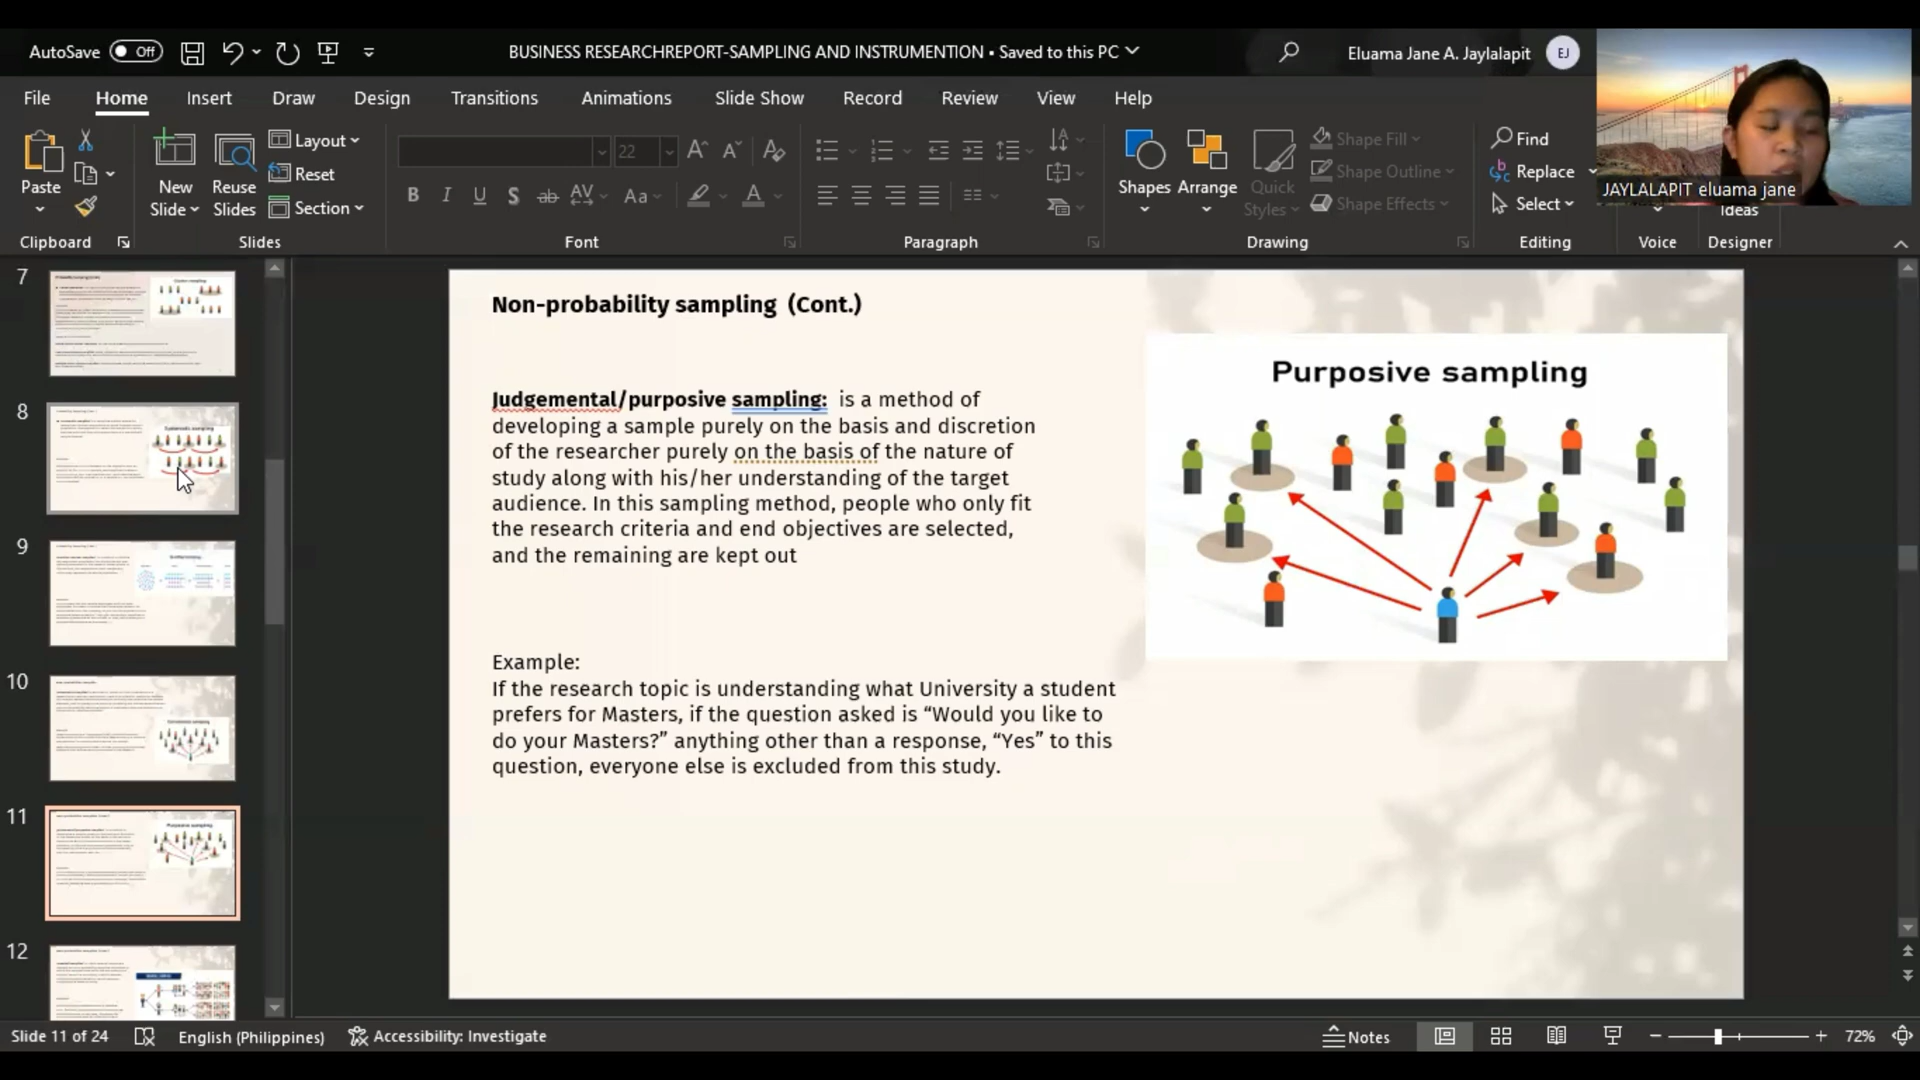 AutoSave Off
BUSINESS RESEARCHREPORT-SAMPLING AND INSTRUMENTION • Saved to this PC
Eluama Jane A. Jaylalapit EJ
File Home Insert Draw Design Transitions Animations Slide Show Record Review View Help
Paste
New Slide
Reuse Slides
Layout
Reset
Section
22
B I U S ab AV Aa A
Shapes
Arrange
Quick Styles
Shape Fill
Shape Outline
Shape Effects
Find
Replace
Select
Ideas
JAYLALAPIT eluama jane
Clipboard Slides Font Paragraph Drawing Editing Voice Designer
7
8
9
10
11
12
Non-probability sampling (Cont.)
Judgemental/purposive sampling: is a method of
developing a sample purely on the basis and discretion
of the researcher purely on the basis of the nature of
study along with his/her understanding of the target
audience. In this sampling method, people who only fit
the research criteria and end objectives are selected,
and the remaining are kept out
Purposive sampling
Example:
If the research topic is understanding what University a student
prefers for Masters, if the question asked is “Would you like to
do your Masters?” anything other than a response, “Yes” to this
question, everyone else is excluded from this study.
Slide 11 of 24
English (Philippines)
Accessibility: Investigate
Notes
72%